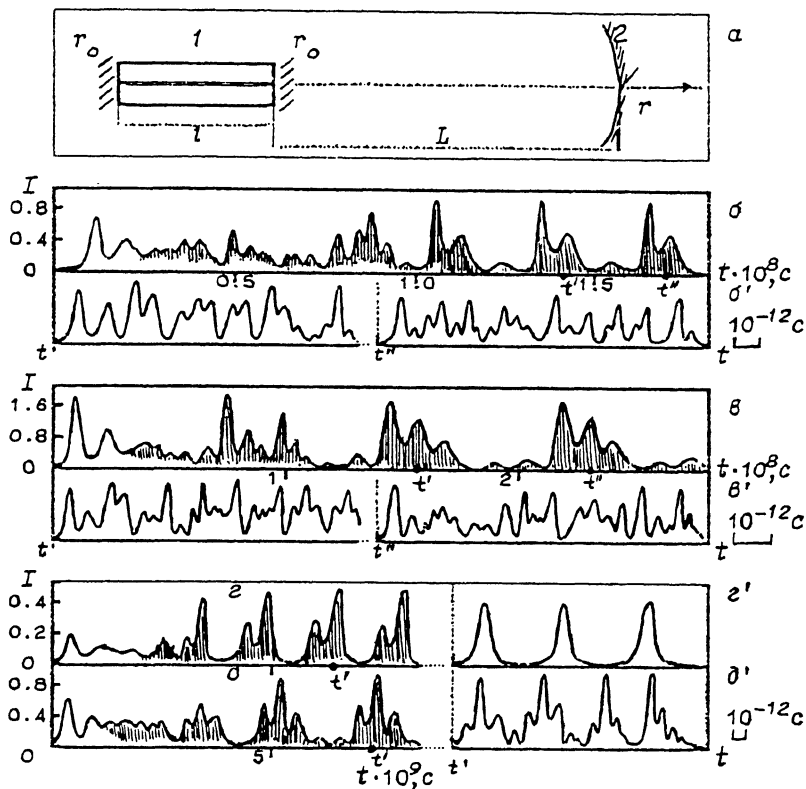 r₀ 1 r₀ 2 а
r
l L
I
0.8 б
0.4
0
0.5 1.0 t' 1.5 t" t·10⁸,c
б'
10⁻¹²c
t' t" t
I
1.6 в
0.8
0
1 t' 2 t" t·10⁸,c
в'
10⁻¹²c
t' t" t
I
0.4 г г'
0.2
0
0 t'
0.8 д'
0.4 10⁻¹²c
0
5 t' t' t
t·10⁹,c